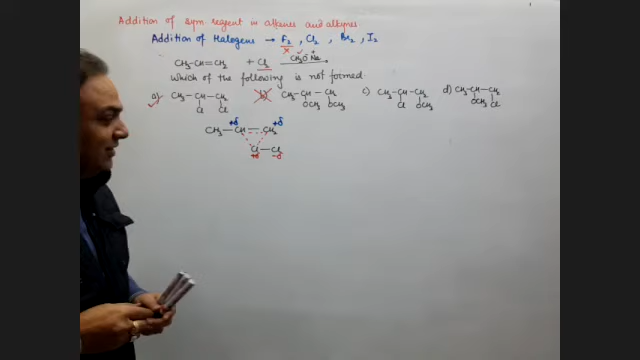 Addition of sym reagent in alkenes and alkynes
Addition of Halogens → F₂ , Cl₂ , Br₂ , I₂
×
CH₃-CH=CH₂ + Cl₂ CH₃O⁻Na⁺
Which of the following is not formed.
a) CH₃-CH-CH₂ b) CH₃-CH-CH₂ c) CH₃-CH-CH₂ d) CH₃-CH-CH₂
Cl Cl OCH₃ OCH₃ Cl OCH₃ OCH₃ Cl
+δ +δ
CH₃-CH=CH₂
Cl-Cl
+δ -δ